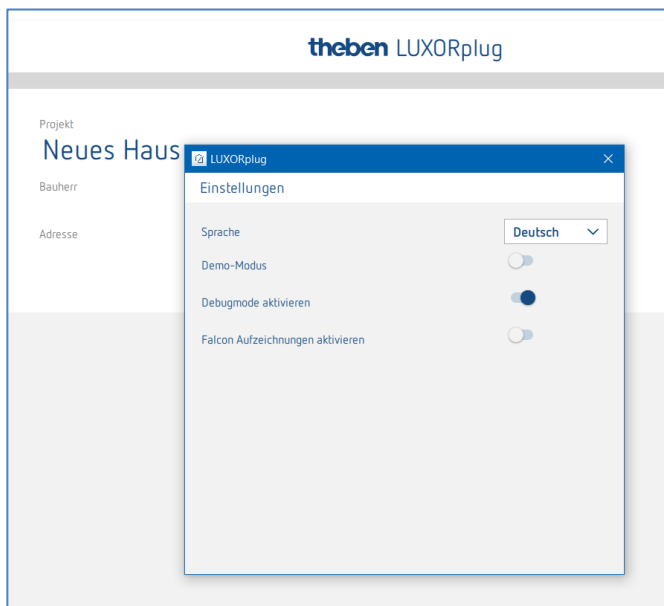 theben LUXORplug
Projekt
Neues Haus
Bauherr
Adresse
LUXORplug
Einstellungen
Sprache
Deutsch
Demo-Modus
Debugmode aktivieren
Falcon Aufzeichnungen aktivieren